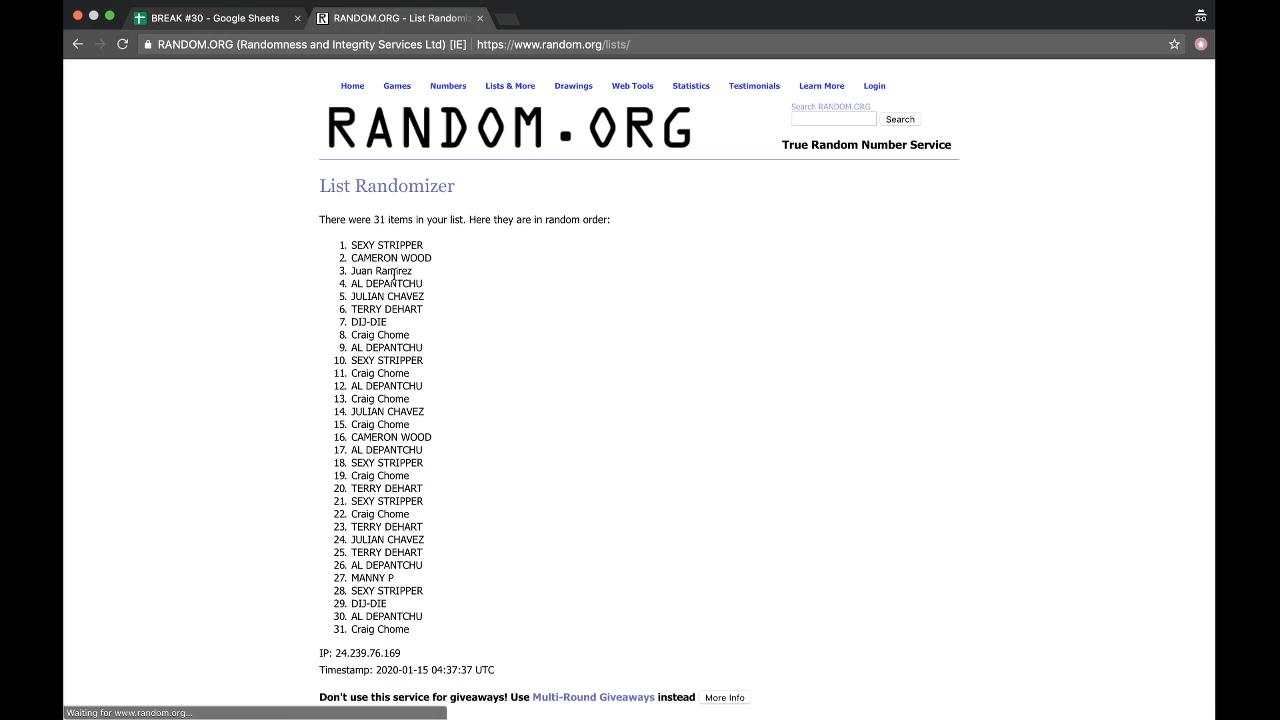 BREAK #30 - Google Sheets
RANDOM.ORG - List Randomi
RANDOM.ORG (Randomness and Integrity Services Ltd) [IE] https://www.random.org/lists/
Home Games Numbers Lists & More Drawings Web Tools Statistics Testimonials Learn More Login
RANDOM.ORG
Search RANDOM.ORG
Search
True Random Number Service
List Randomizer
There were 31 items in your list. Here they are in random order:
1. SEXY STRIPPER
2. CAMERON WOOD
3. Juan Ramirez
4. AL DEPANTCHU
5. JULIAN CHAVEZ
6. TERRY DEHART
7. DIJ-DIE
8. Craig Chome
9. AL DEPANTCHU
10. SEXY STRIPPER
11. Craig Chome
12. AL DEPANTCHU
13. Craig Chome
14. JULIAN CHAVEZ
15. Craig Chome
16. CAMERON WOOD
17. AL DEPANTCHU
18. SEXY STRIPPER
19. Craig Chome
20. TERRY DEHART
21. SEXY STRIPPER
22. Craig Chome
23. TERRY DEHART
24. JULIAN CHAVEZ
25. TERRY DEHART
26. AL DEPANTCHU
27. MANNY P
28. SEXY STRIPPER
29. DIJ-DIE
30. AL DEPANTCHU
31. Craig Chome
IP: 24.239.76.169
Timestamp: 2020-01-15 04:37:37 UTC
Don't use this service for giveaways! Use Multi-Round Giveaways instead More Info
Waiting for www.random.org...